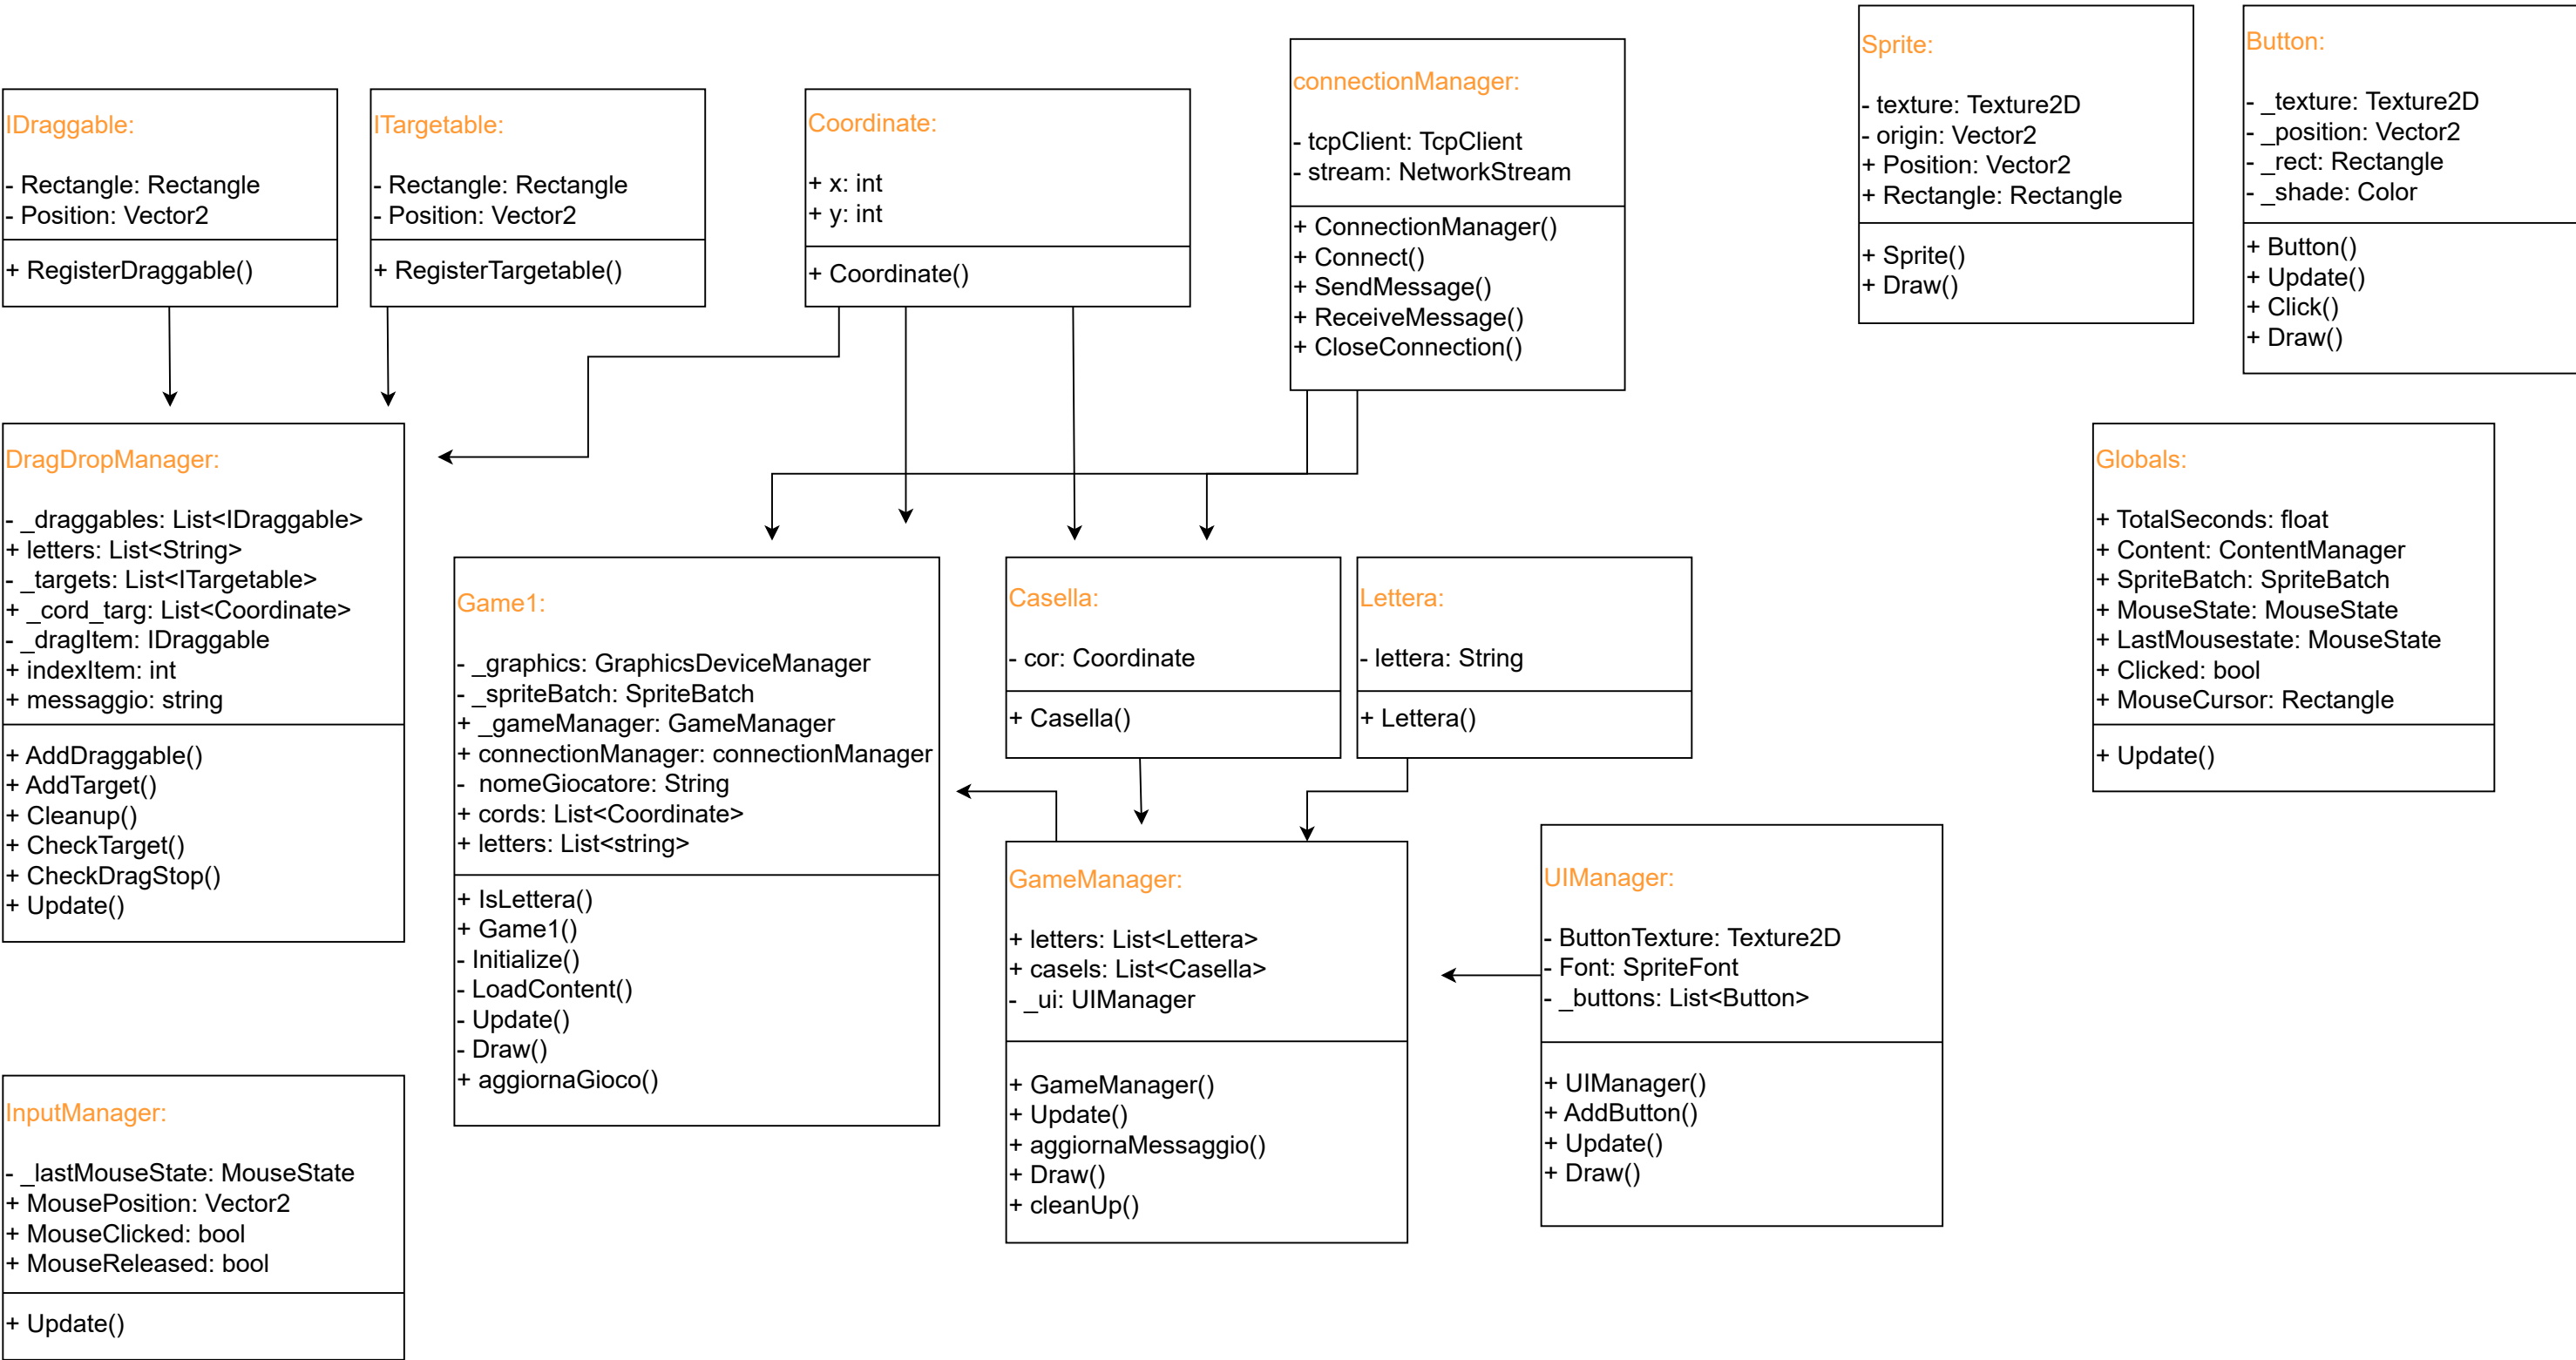 IDraggable:
- Rectangle: Rectangle
- Position: Vector2
+ RegisterDraggable()
ITargetable:
- Rectangle: Rectangle
- Position: Vector2
+ RegisterTargetable()
Coordinate:
+ x: int
+ y: int
+ Coordinate()
connectionManager:
- tcpClient: TcpClient
- stream: NetworkStream
+ ConnectionManager()
+ Connect()
+ SendMessage()
+ ReceiveMessage()
+ CloseConnection()
Sprite:
- texture: Texture2D
- origin: Vector2
+ Position: Vector2
+ Rectangle: Rectangle
+ Sprite()
+ Draw()
Button:
- _texture: Texture2D
- _position: Vector2
- _rect: Rectangle
- _shade: Color
+ Button()
+ Update()
+ Click()
+ Draw()
DragDropManager:
- _draggables: List<IDraggable>
+ letters: List<String>
- _targets: List<ITargetable>
+ _cord_targ: List<Coordinate>
- _dragItem: IDraggable
+ indexItem: int
+ messaggio: string
+ AddDraggable()
+ AddTarget()
+ Cleanup()
+ CheckTarget()
+ CheckDragStop()
+ Update()
Game1:
- _graphics: GraphicsDeviceManager
- _spriteBatch: SpriteBatch
+ _gameManager: GameManager
+ connectionManager: connectionManager
- nomeGiocatore: String
+ cords: List<Coordinate>
+ letters: List<string>
+ IsLettera()
+ Game1()
- Initialize()
- LoadContent()
- Update()
- Draw()
+ aggiornaGioco()
Casella:
- cor: Coordinate
+ Casella()
Lettera:
- lettera: String
+ Lettera()
Globals:
+ TotalSeconds: float
+ Content: ContentManager
+ SpriteBatch: SpriteBatch
+ MouseState: MouseState
+ LastMousestate: MouseState
+ Clicked: bool
+ MouseCursor: Rectangle
+ Update()
GameManager:
+ letters: List<Lettera>
+ casels: List<Casella>
- _ui: UIManager
+ GameManager()
+ Update()
+ aggiornaMessaggio()
+ Draw()
+ cleanUp()
UIManager:
- ButtonTexture: Texture2D
- Font: SpriteFont
- _buttons: List<Button>
+ UIManager()
+ AddButton()
+ Update()
+ Draw()
InputManager:
- _lastMouseState: MouseState
+ MousePosition: Vector2
+ MouseClicked: bool
+ MouseReleased: bool
+ Update()